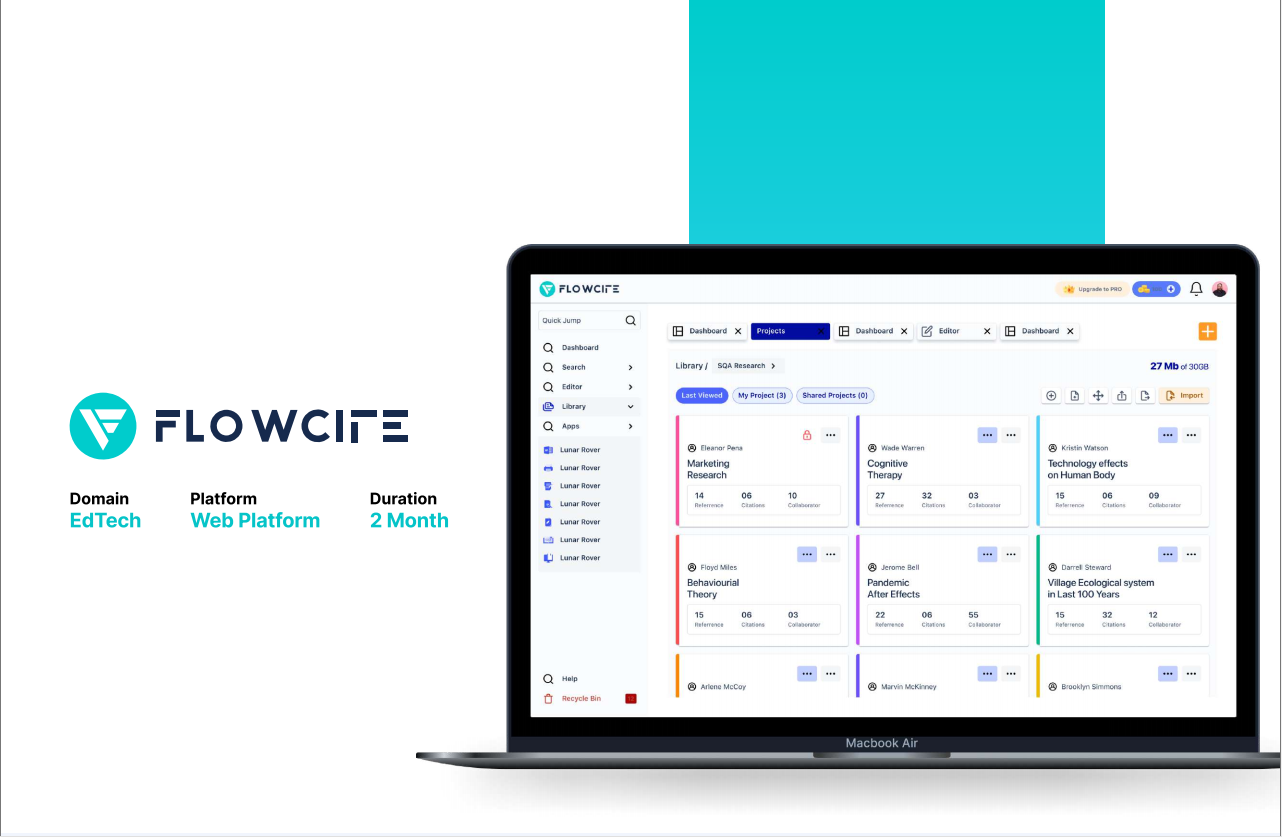 FLOWCITE
Domain
EdTech
Platform
Web Platform
Duration
2 Month
FLOWCITE
Upgrade to PRO
Quick Jump
Dashboard
Search
Editor
Library
Apps
Lunar Rover
Lunar Rover
Lunar Rover
Lunar Rover
Lunar Rover
Lunar Rover
Lunar Rover
Help
Recycle Bin
Dashboard
Projects
Dashboard
Editor
Dashboard
Library / SQA Research
27 Mb of 30GB
Last Viewed
My Project (3)
Shared Projects (0)
Import
Eleanor Pena
Marketing
Research
14 06 10
Referrence Citations Collaborator
Wade Warren
Cognitive
Therapy
27 32 03
Referrence Citations Collaborator
Kristin Watson
Technology effects
on Human Body
15 06 09
Referrence Citations Collaborator
Floyd Miles
Behaviourial
Theory
15 06 03
Referrence Citations Collaborator
Jerome Bell
Pandemic
After Effects
22 06 55
Referrence Citations Collaborator
Darrell Steward
Village Ecological system
in Last 100 Years
15 32 12
Referrence Citations Collaborator
Arlene McCoy
Marvin McKinney
Brooklyn Simmons
Macbook Air